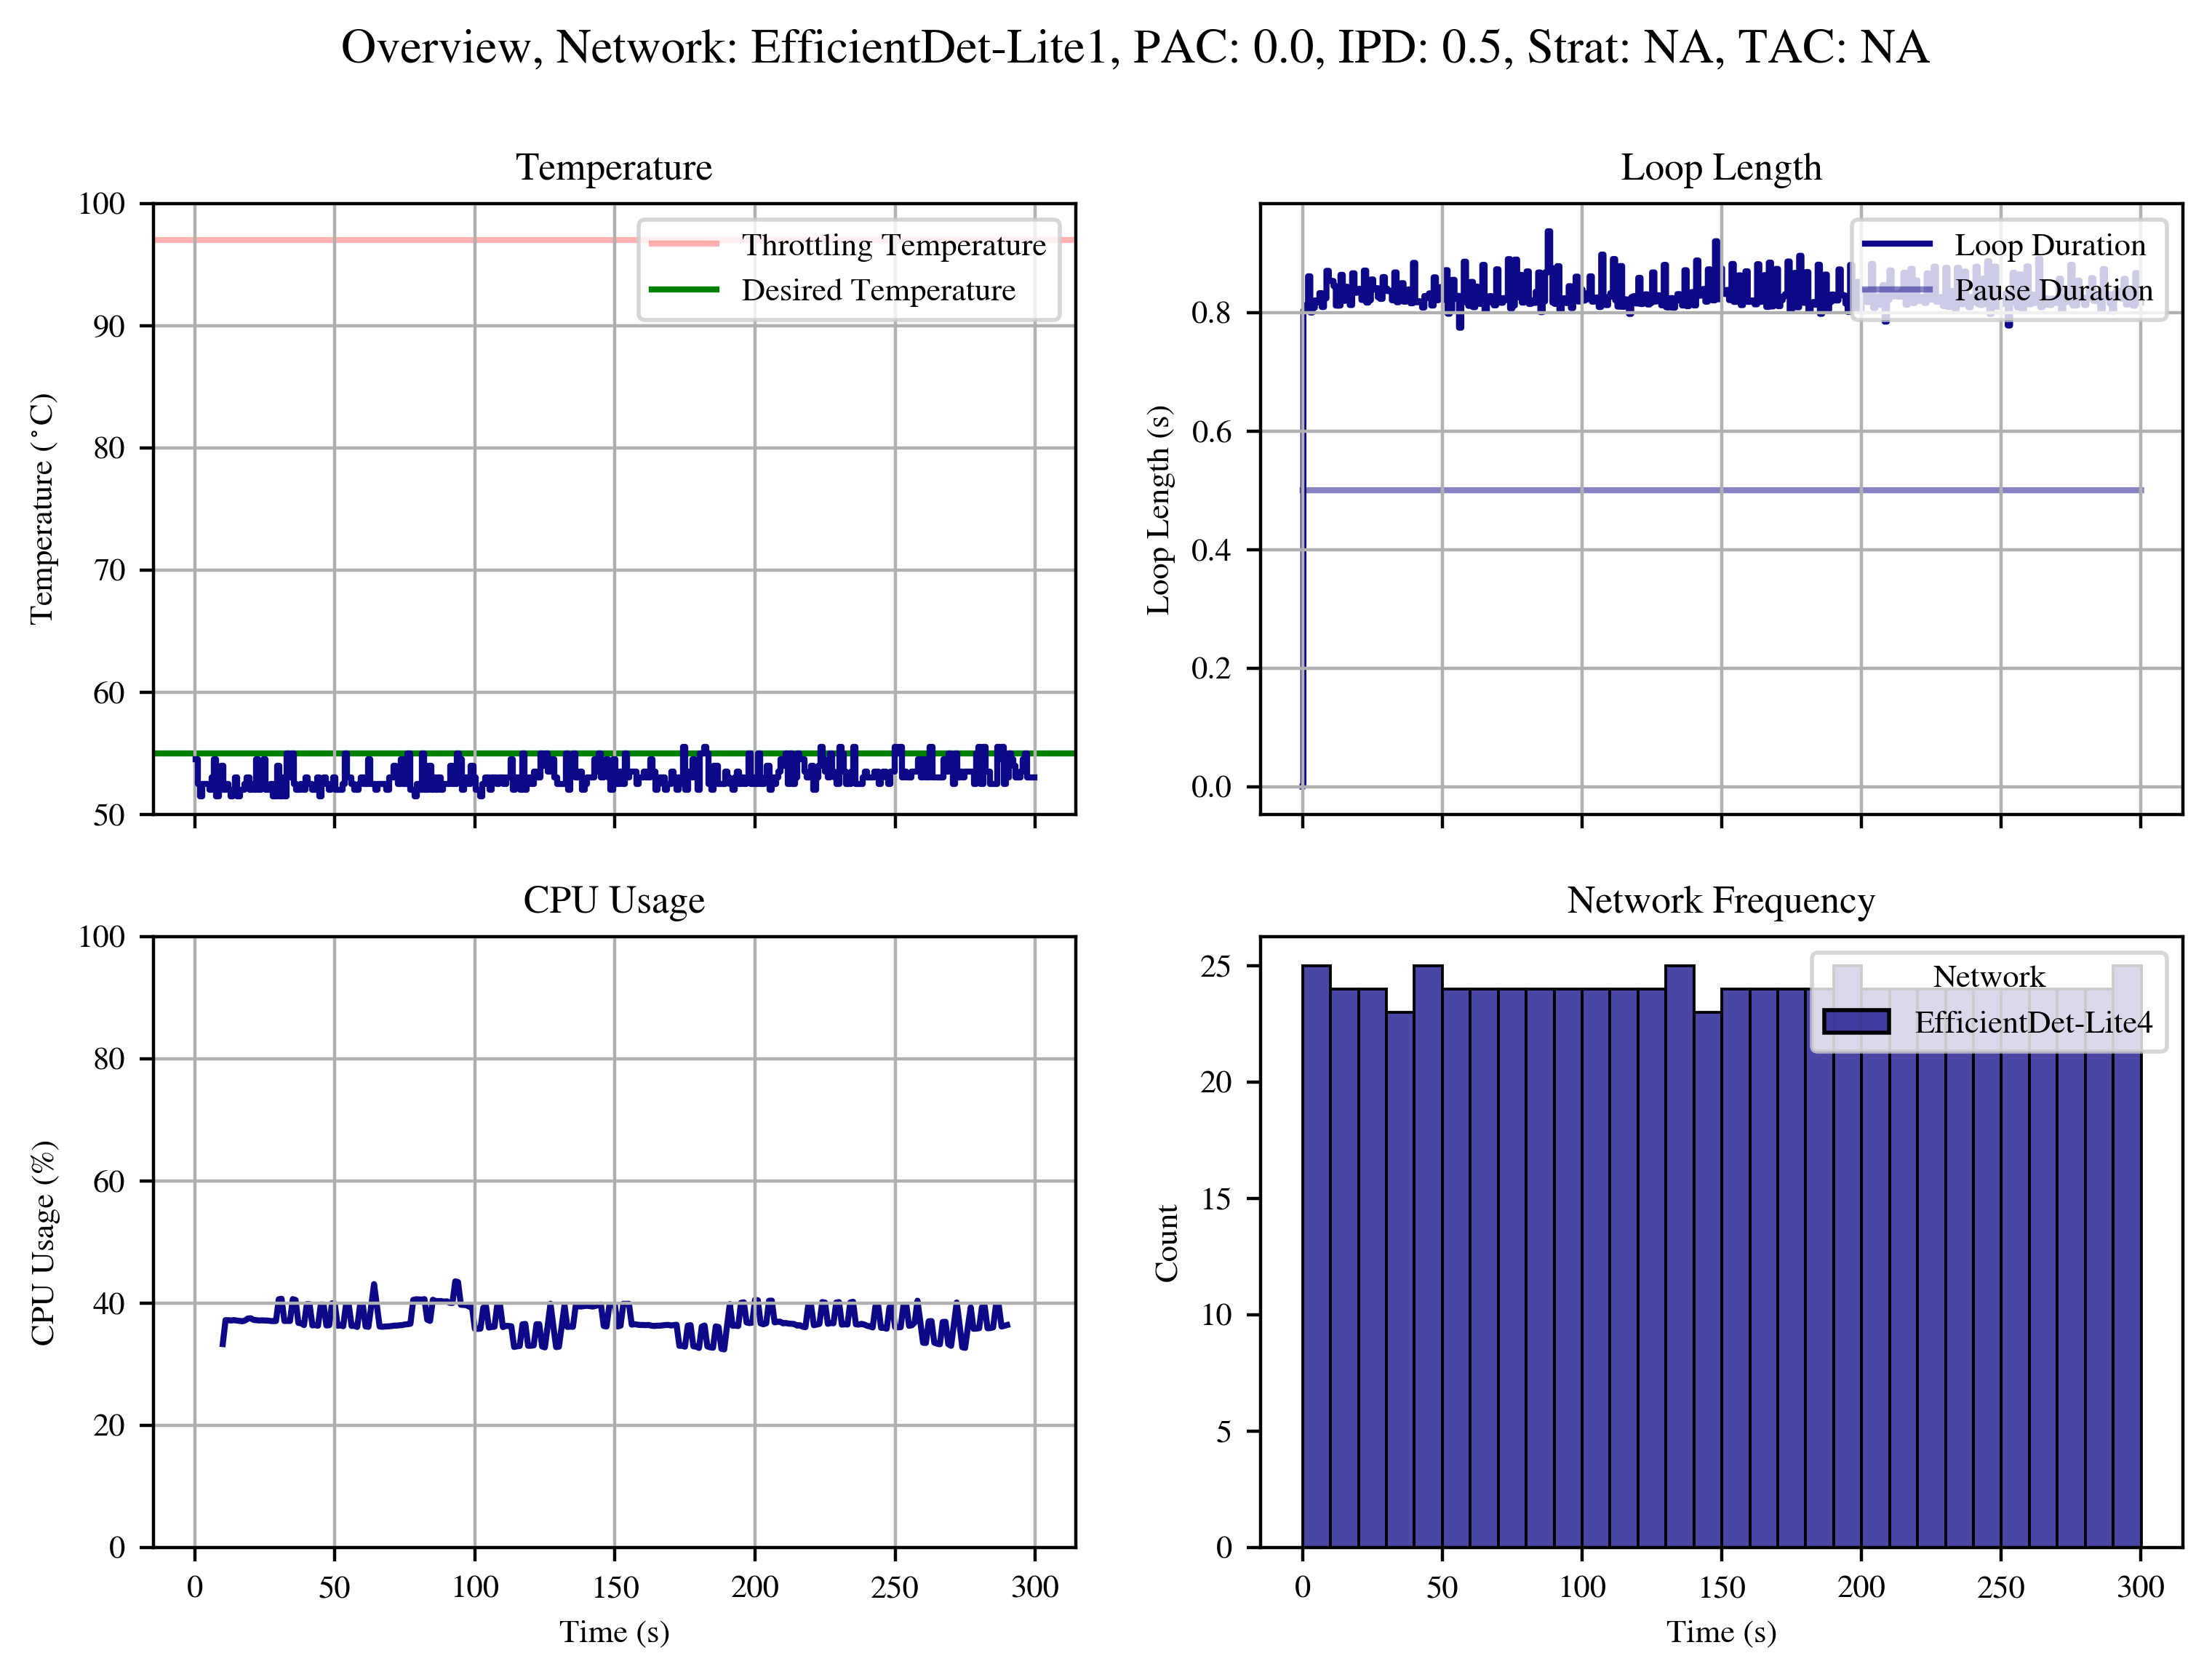 Overview, Network: EfficientDet-Lite1, PAC: 0.0, IPD: 0.5, Strat: NA, TAC: NA
Temperature
100
90
80
70
60
50
Temperature (°C)
Throttling Temperature
Desired Temperature
Loop Length
0.8
0.6
0.4
0.2
0.0
Loop Length (s)
Loop Duration
Pause Duration
CPU Usage
100
80
60
40
20
0
CPU Usage (%)
0 50 100 150 200 250 300
Time (s)
Network Frequency
25
20
15
10
5
0
Count
Network
EfficientDet-Lite4
0 50 100 150 200 250 300
Time (s)